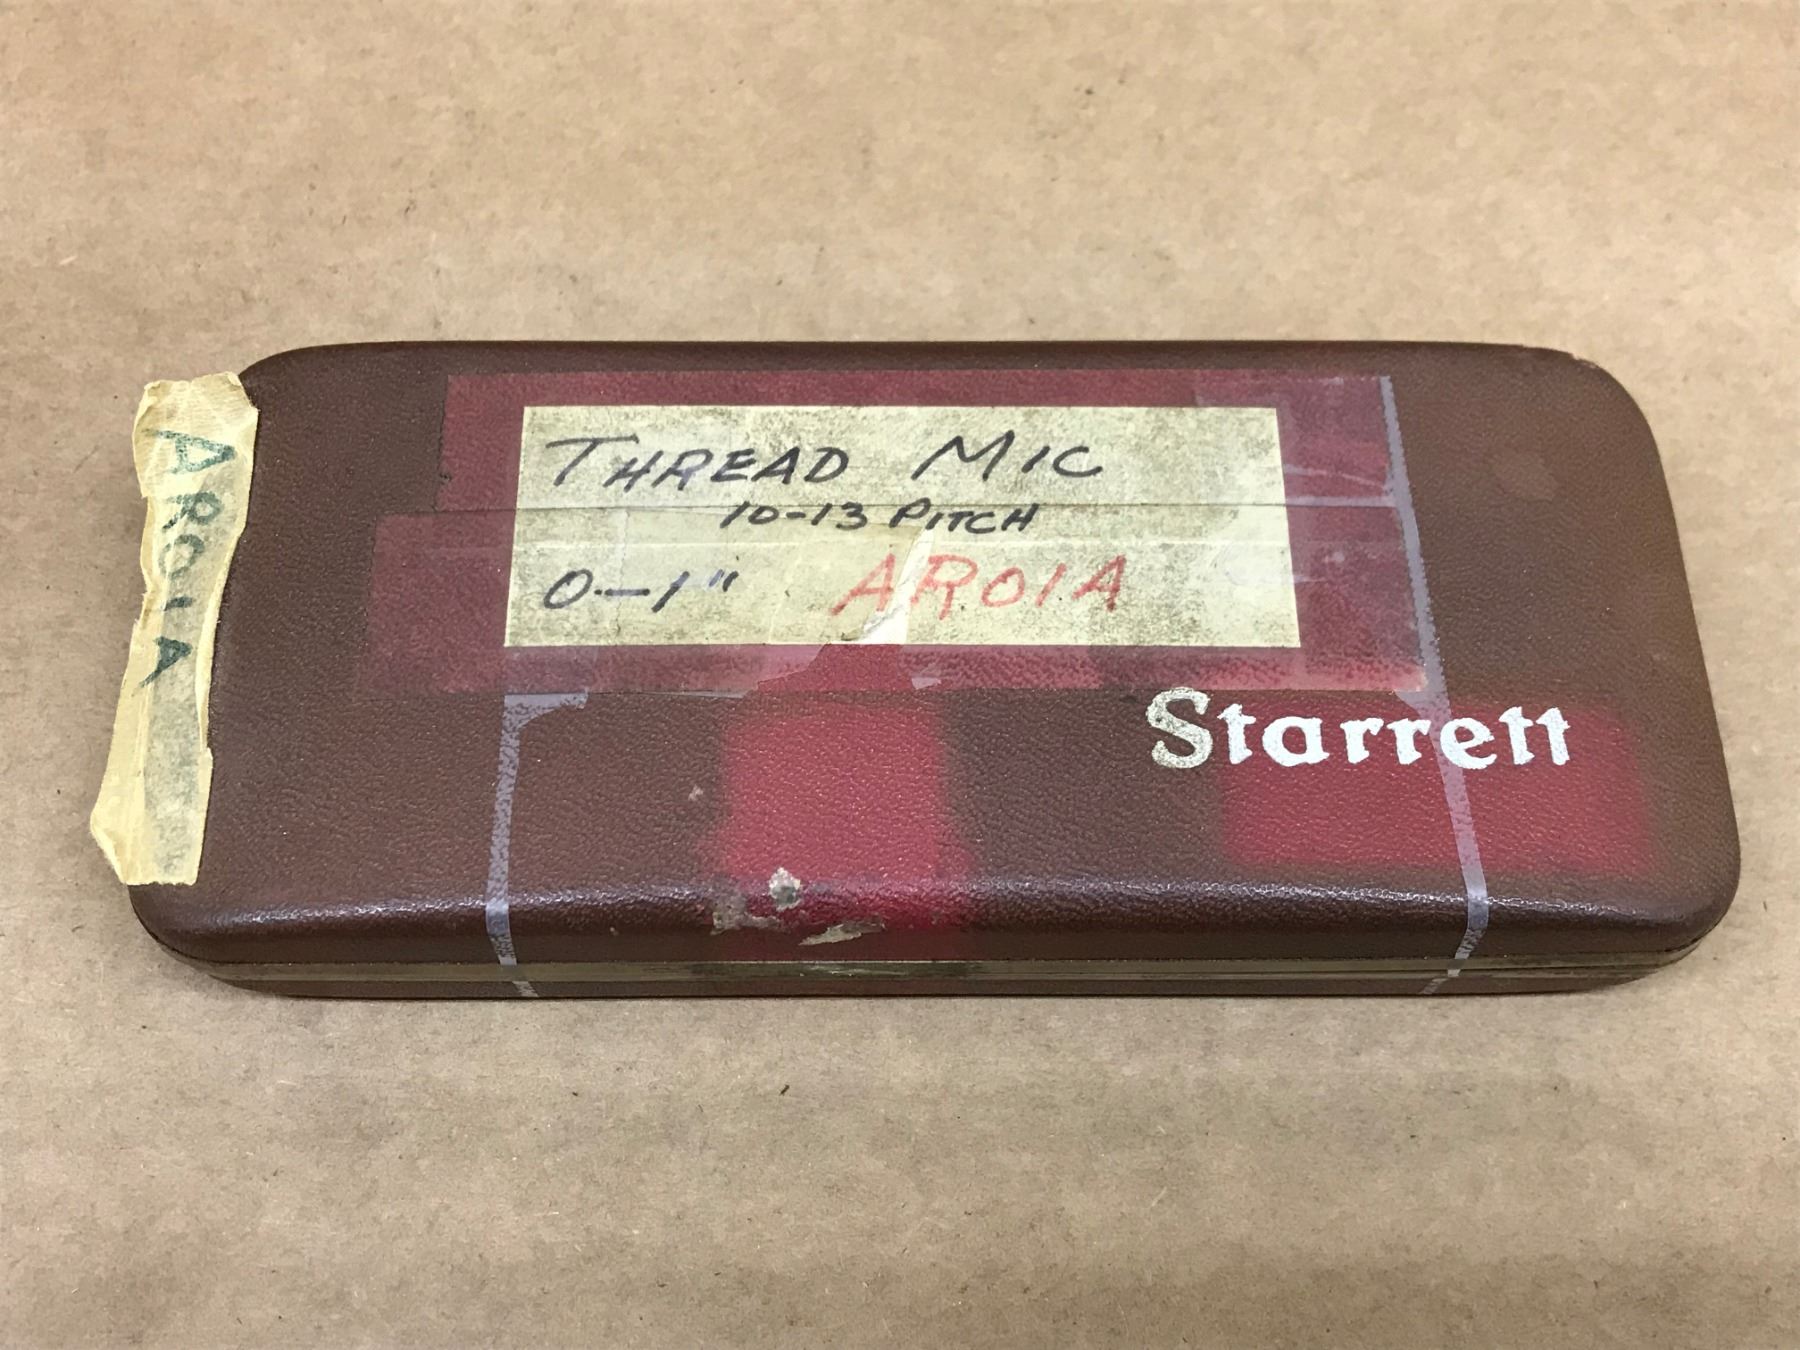 THREAD MIC
10-13 PITCH
0-1" AR01A
Starrett
AR01A